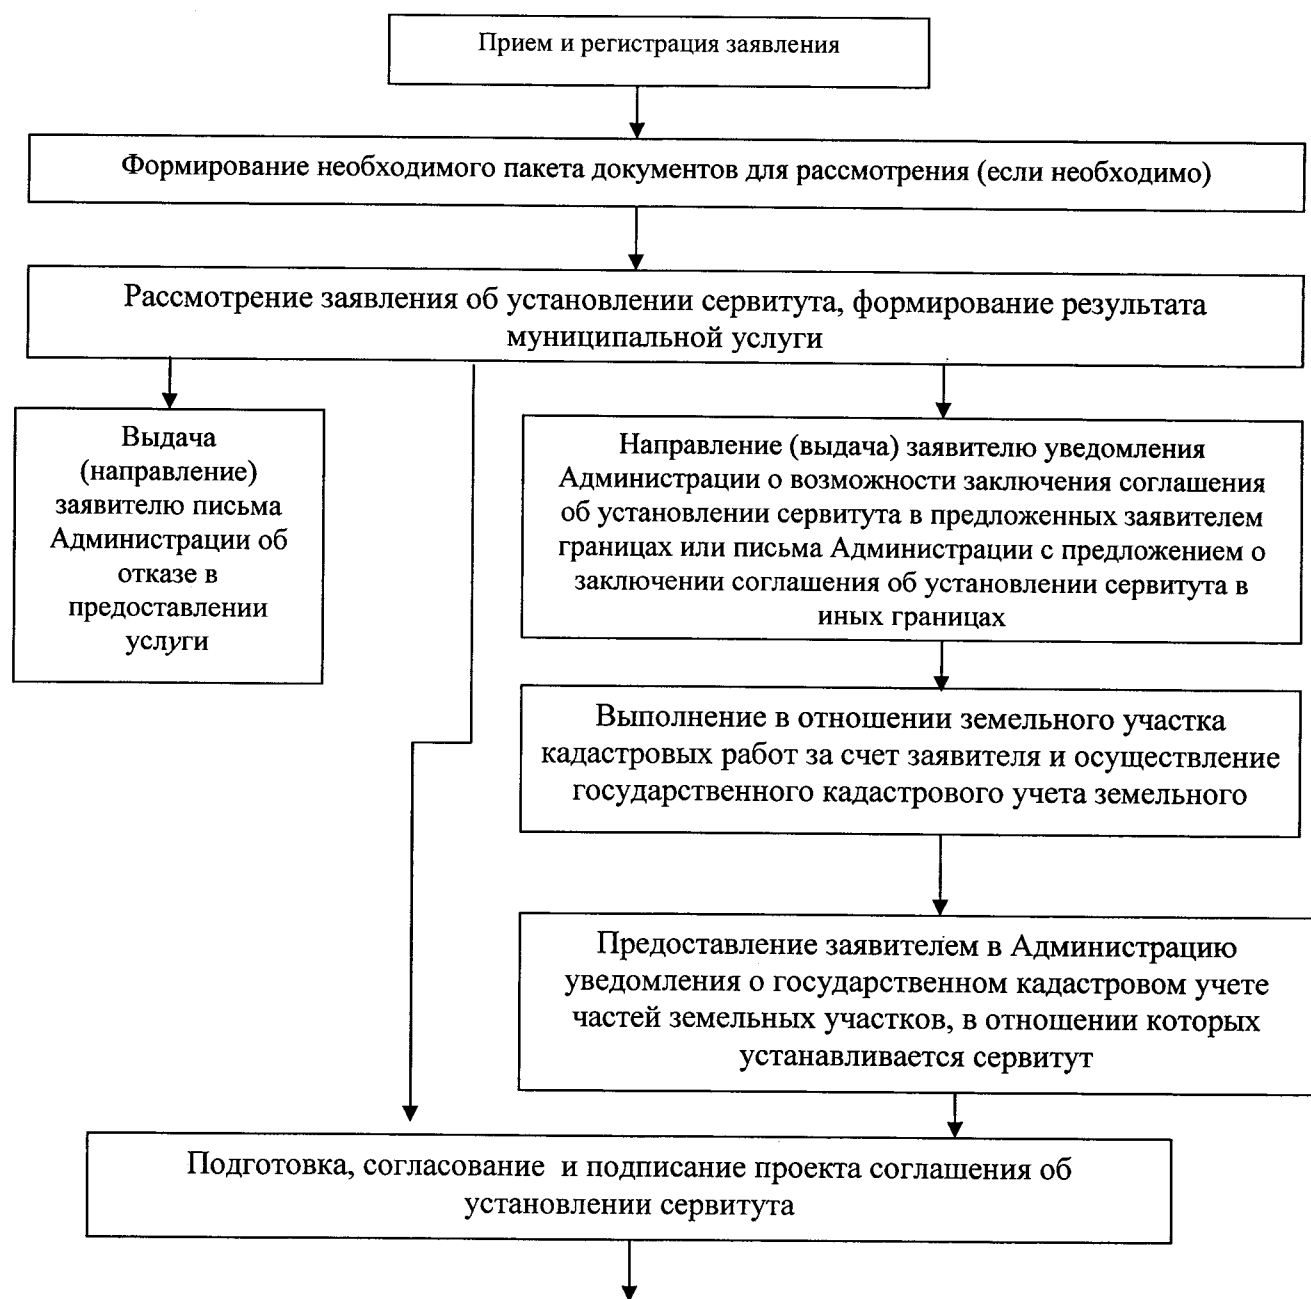 Прием и регистрация заявления
Формирование необходимого пакета документов для рассмотрения (если необходимо)
Рассмотрение заявления об установлении сервитута, формирование результата
муниципальной услуги
Выдача
(направление)
заявителю письма
Администрации об
отказе в
предоставлении
услуги
Направление (выдача) заявителю уведомления
Администрации о возможности заключения соглашения
об установлении сервитута в предложенных заявителем
границах или письма Администрации с предложением о
заключении соглашения об установлении сервитута в
иных границах
Выполнение в отношении земельного участка
кадастровых работ за счет заявителя и осуществление
государственного кадастрового учета земельного
Предоставление заявителем в Администрацию
уведомления о государственном кадастровом учете
частей земельных участков, в отношении которых
устанавливается сервитут
Подготовка, согласование и подписание проекта соглашения об
установлении сервитута